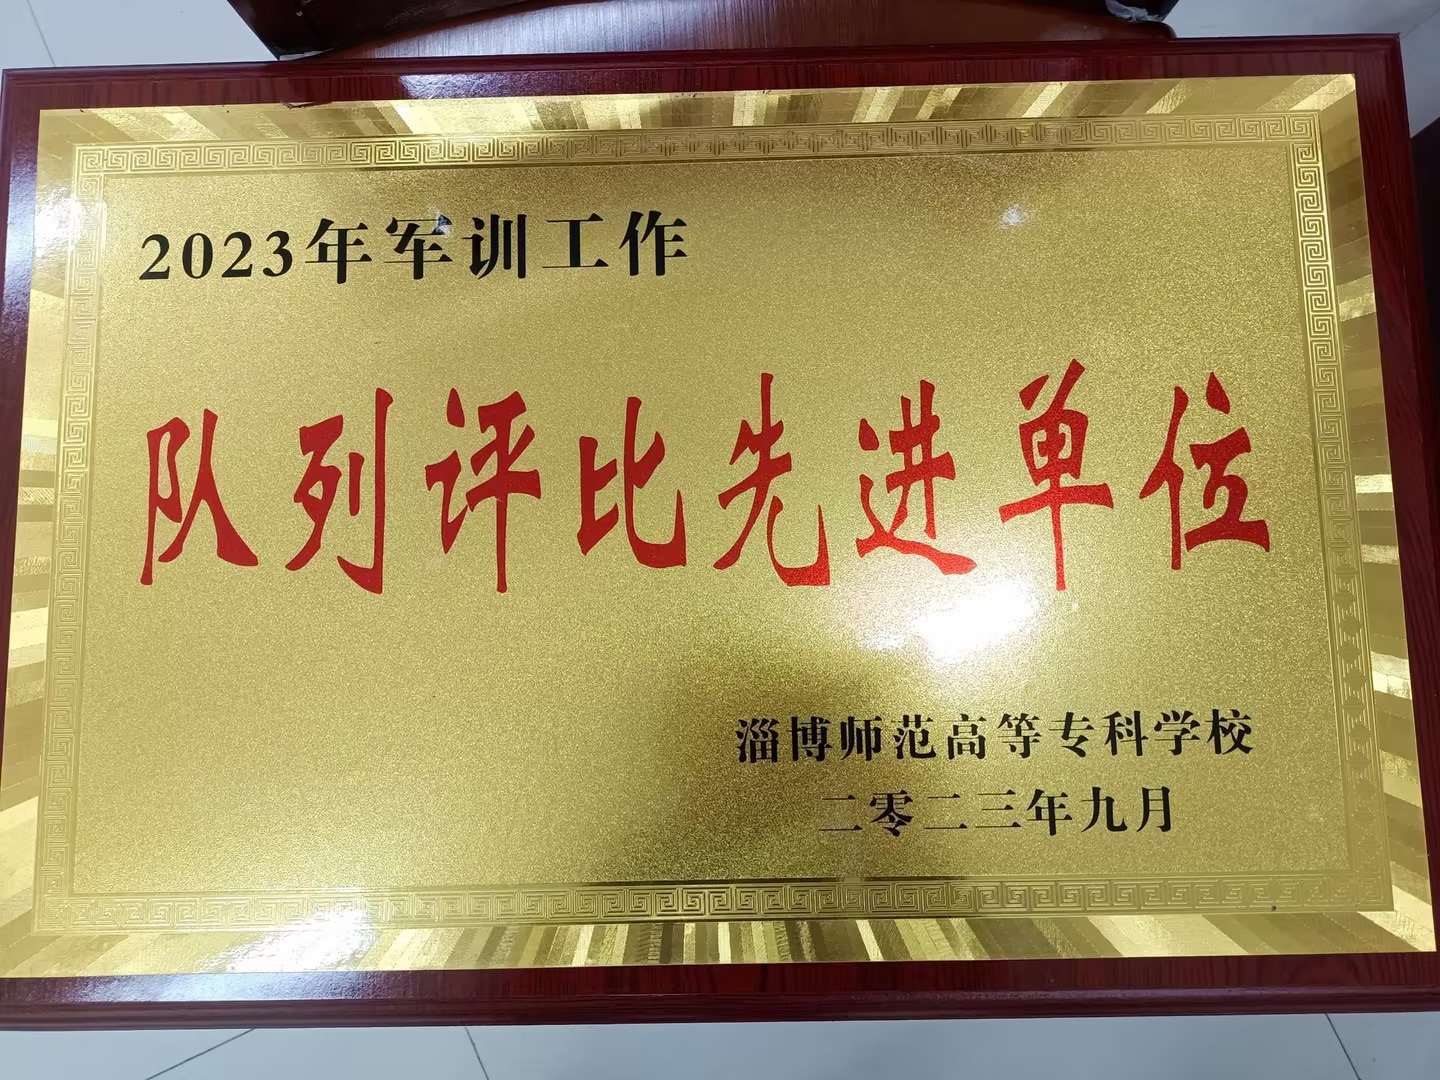 2023年军训工作
队列评比先进单位
淄博师范高等专科学校
二零二三年九月